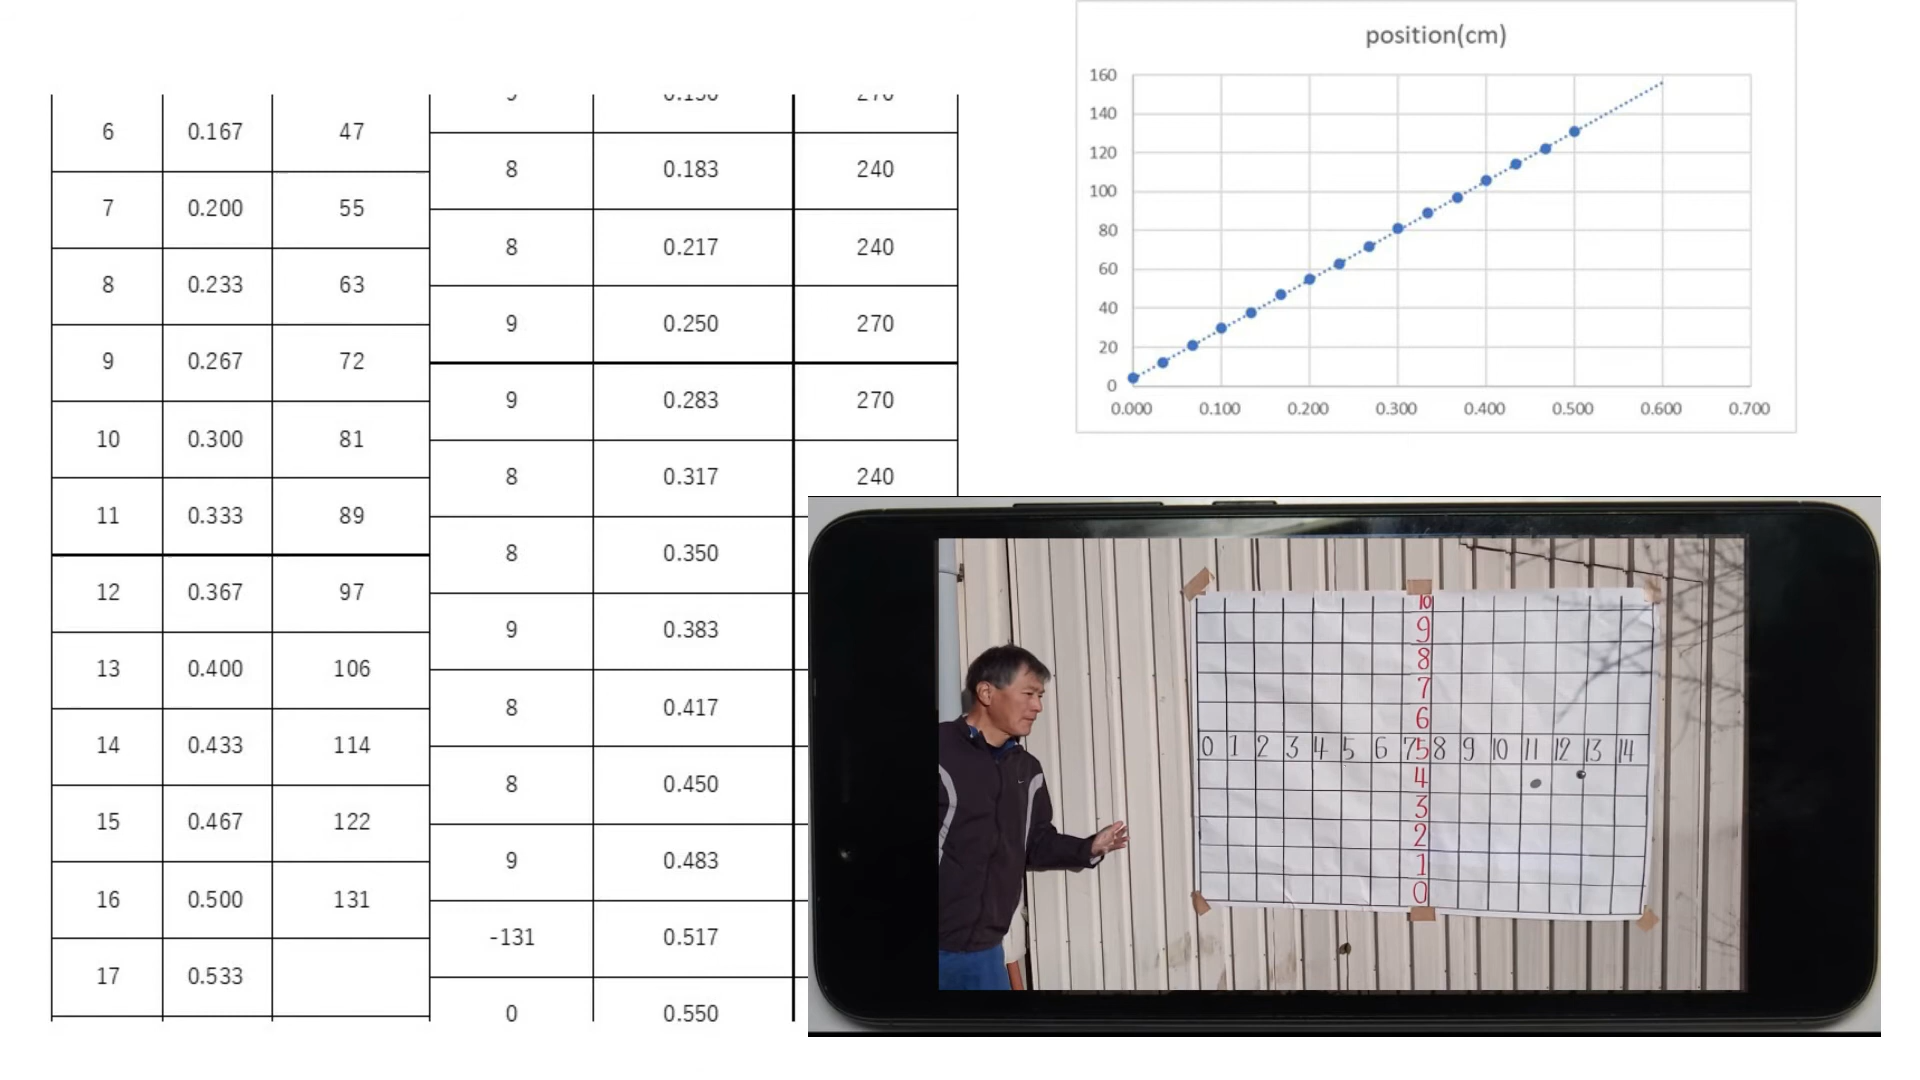 6 0.167 47
7 0.200 55
8 0.233 63
9 0.267 72
10 0.300 81
11 0.333 89
12 0.367 97
13 0.400 106
14 0.433 114
15 0.467 122
16 0.500 131
17 0.533
8 0.183 240
8 0.217 240
9 0.250 270
9 0.283 270
8 0.317 240
8 0.350
9 0.383
8 0.417
8 0.450
9 0.483
-131 0.517
0 0.550
position(cm)
160
140
120
100
80
60
40
20
0
0.000 0.100 0.200 0.300 0.400 0.500 0.600 0.700
10
9
8
7
6
0 1 2 3 4 5 6 7 5 8 9 10 11 12 13 14
4
3
2
1
0